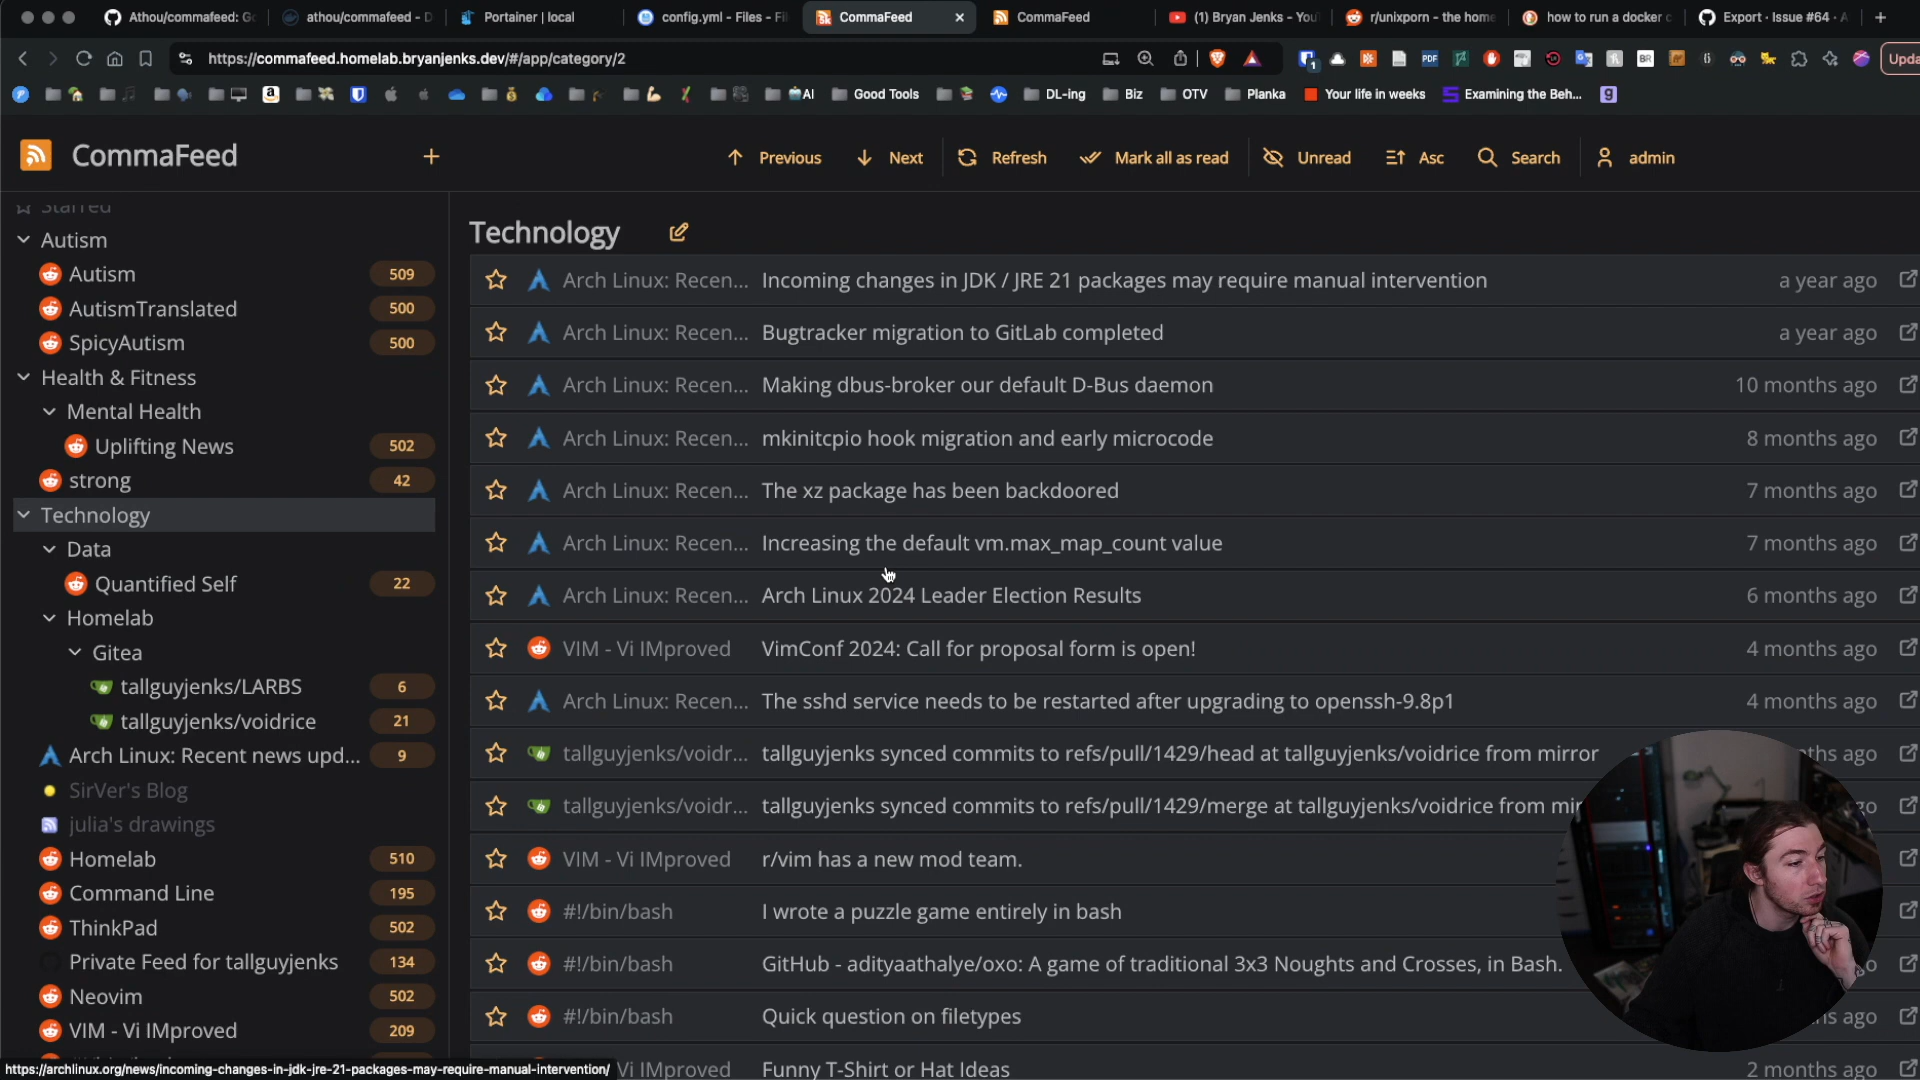 Athou/commafeed: Go
athou/commafeed - D
Portainer | local
config.yml - Files - Fil
CommaFeed
CommaFeed
(1) Bryan Jenks - You
r/unixporn - the home
how to run a docker c
Export · Issue #64 · A
https://commafeed.homelab.bryanjenks.dev/#/app/category/2
1
PDF
BR
Upda
AI
Good Tools
DL-ing
Biz
OTV
Planka
Your life in weeks
Examining the Beh...
CommaFeed
Previous
Next
Refresh
Mark all as read
Unread
Asc
Search
admin
Starred
Autism
Autism 509
AutismTranslated 500
SpicyAutism 500
Health & Fitness
Mental Health
Uplifting News 502
strong 42
Technology
Data
Quantified Self 22
Homelab
Gitea
tallguyjenks/LARBS 6
tallguyjenks/voidrice 21
Arch Linux: Recent news upd... 9
SirVer's Blog
julia's drawings
Homelab 510
Command Line 195
ThinkPad 502
Private Feed for tallguyjenks 134
Neovim 502
VIM - Vi IMproved 209
Technology
Arch Linux: Recen... Incoming changes in JDK / JRE 21 packages may require manual intervention a year ago
Arch Linux: Recen... Bugtracker migration to GitLab completed a year ago
Arch Linux: Recen... Making dbus-broker our default D-Bus daemon 10 months ago
Arch Linux: Recen... mkinitcpio hook migration and early microcode 8 months ago
Arch Linux: Recen... The xz package has been backdoored 7 months ago
Arch Linux: Recen... Increasing the default vm.max_map_count value 7 months ago
Arch Linux: Recen... Arch Linux 2024 Leader Election Results 6 months ago
VIM - Vi IMproved VimConf 2024: Call for proposal form is open! 4 months ago
Arch Linux: Recen... The sshd service needs to be restarted after upgrading to openssh-9.8p1 4 months ago
tallguyjenks/voidr... tallguyjenks synced commits to refs/pull/1429/head at tallguyjenks/voidrice from mirror ths ago
tallguyjenks/voidr... tallguyjenks synced commits to refs/pull/1429/merge at tallguyjenks/voidrice from mir go
VIM - Vi IMproved r/vim has a new mod team.
#!/bin/bash I wrote a puzzle game entirely in bash
#!/bin/bash GitHub - adityaathalye/oxo: A game of traditional 3x3 Noughts and Crosses, in Bash. o
#!/bin/bash Quick question on filetypes hs ago
Vi IMproved Funny T-Shirt or Hat Ideas 2 months ago
https://archlinux.org/news/incoming-changes-in-jdk-jre-21-packages-may-require-manual-intervention/